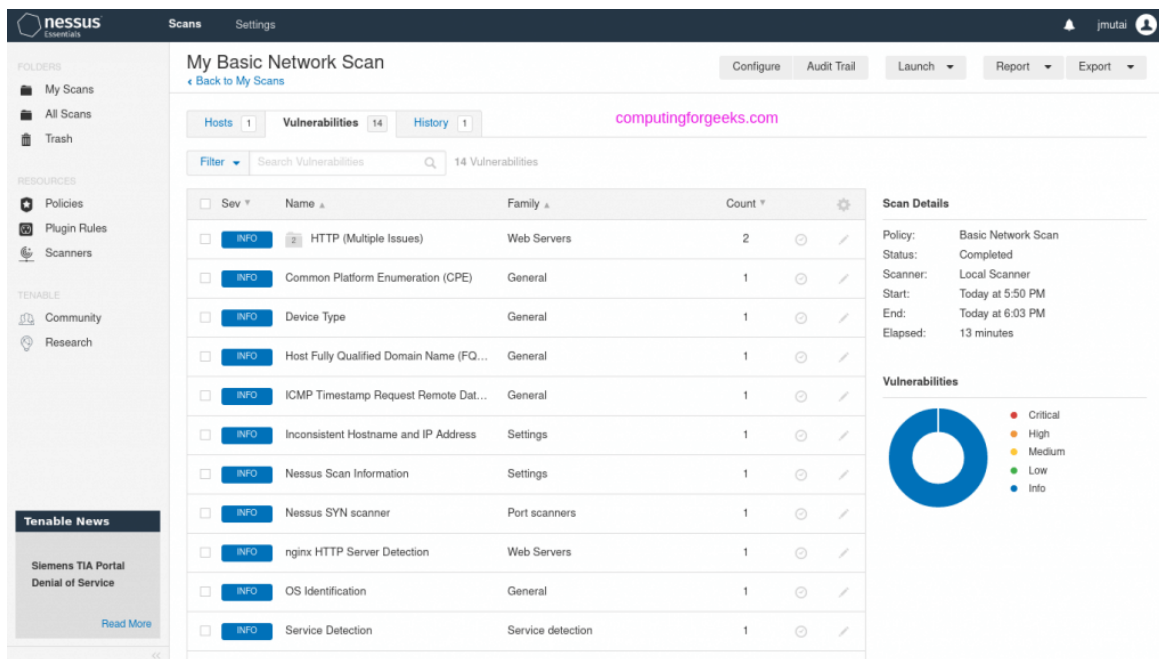 nessus
Essentials
Scans
Settings
jmutai
FOLDERS
My Scans
All Scans
Trash
RESOURCES
Policies
Plugin Rules
Scanners
TENABLE
Community
Research
Tenable News
Siemens TIA Portal
Denial of Service
Read More
My Basic Network Scan
Back to My Scans
Configure Audit Trail Launch Report Export
Hosts 1 Vulnerabilities 14 History 1
computingforgeeks.com
Filter Search Vulnerabilities 14 Vulnerabilities
Sev Name Family Count
INFO 2 HTTP (Multiple Issues) Web Servers 2
INFO Common Platform Enumeration (CPE) General 1
INFO Device Type General 1
INFO Host Fully Qualified Domain Name (FQ... General 1
INFO ICMP Timestamp Request Remote Dat... General 1
INFO Inconsistent Hostname and IP Address Settings 1
INFO Nessus Scan Information Settings 1
INFO Nessus SYN scanner Port scanners 1
INFO nginx HTTP Server Detection Web Servers 1
INFO OS Identification General 1
INFO Service Detection Service detection 1
Scan Details
Policy: Basic Network Scan
Status: Completed
Scanner: Local Scanner
Start: Today at 5:50 PM
End: Today at 6:03 PM
Elapsed: 13 minutes
Vulnerabilities
Critical
High
Medium
Low
Info